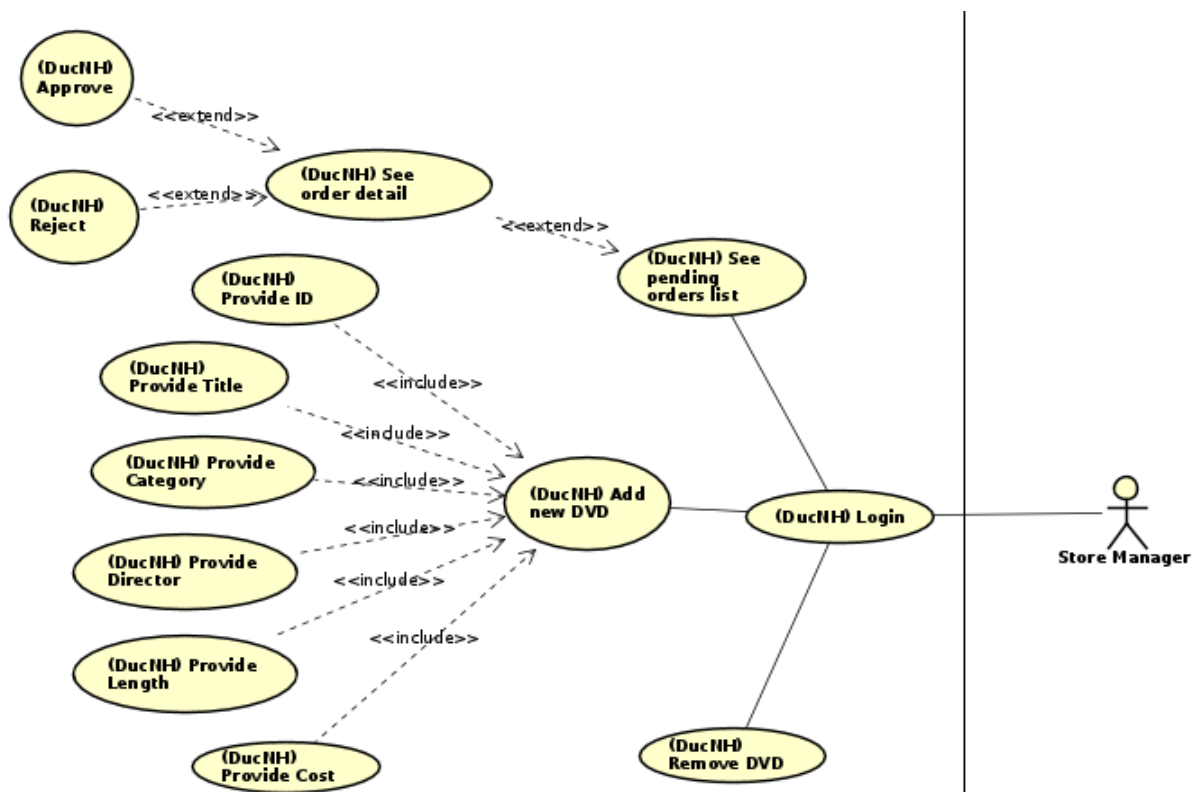 (DucNH)
Approve
<<extend>>
(DucNH) See
order detail
(DucNH)
Reject
<<extend>>
<<extend>>
(DucNH) See
pending
orders list
(DucNH)
Provide ID
<<include>>
(DucNH)
Provide Title
<<include>>
(DucNH) Provide
Category
<<include>>
(DucNH) Add
new DVD
(DucNH) Login
Store Manager
<<include>>
(DucNH) Provide
Director
<<include>>
(DucNH) Provide
Length
<<include>>
(DucNH)
Provide Cost
(DucNH)
Remove DVD